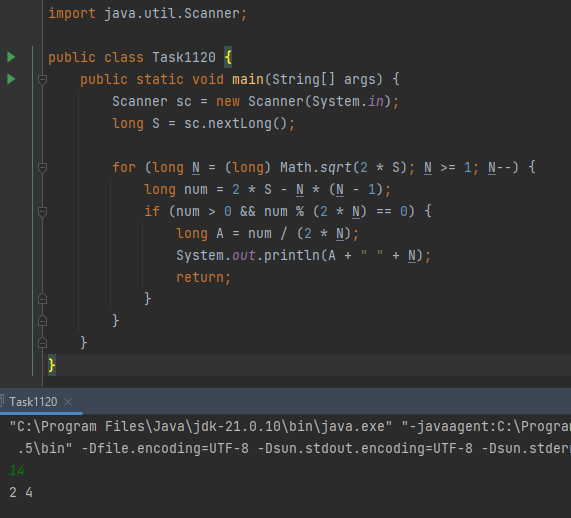 import java.util.Scanner;
public class Task1120 {
public static void main(String[] args) {
Scanner sc = new Scanner(System.in);
long S = sc.nextLong();
for (long N = (long) Math.sqrt(2 * S); N >= 1; N--) {
long num = 2 * S - N * (N - 1);
if (num > 0 && num % (2 * N) == 0) {
long A = num / (2 * N);
System.out.println(A + " " + N);
return;
}
}
}
}
Task1120 ×
"C:\Program Files\Java\jdk-21.0.10\bin\java.exe" "-javaagent:C:\Program
.5\bin" -Dfile.encoding=UTF-8 -Dsun.stdout.encoding=UTF-8 -Dsun.stderr
14
2 4